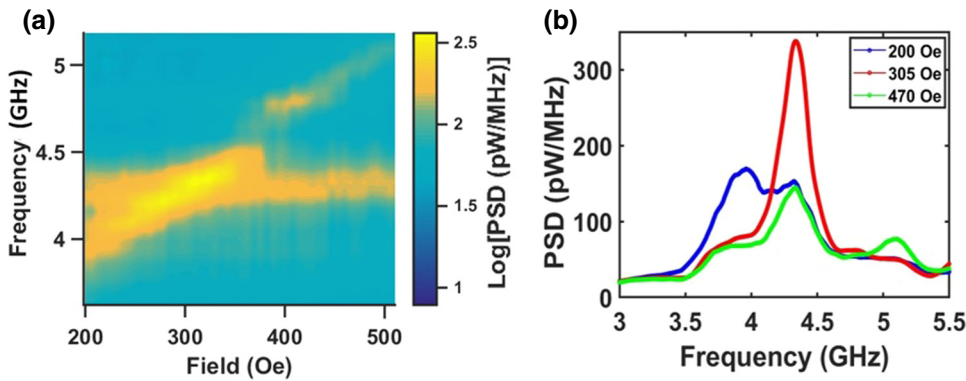 (a)
Frequency (GHz)
5
4.5
4
200
300
400
500
Field (Oe)
2.5
2
1.5
1
Log[PSD (pW/MHz)]
(b)
PSD (pW/MHz)
300
200
100
0
3
3.5
4
4.5
5
5.5
Frequency (GHz)
200 Oe
305 Oe
470 Oe